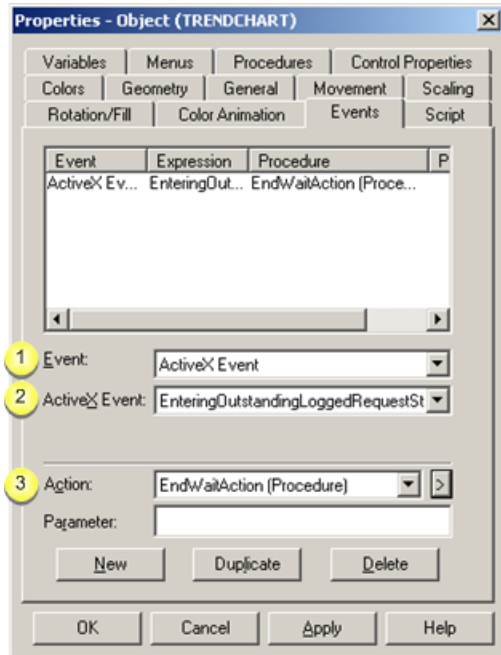 Properties - Object (TRENDCHART)
Variables Menus Procedures Control Properties
Colors Geometry General Movement Scaling
Rotation/Fill Color Animation Events Script
Event Expression Procedure P
ActiveX Ev... EnteringOut... EndWaitAction (Proce...
1 Event: ActiveX Event
2 ActiveX Event: EnteringOutstandingLoggedRequestSt
3 Action: EndWaitAction (Procedure) >
Parameter:
New Duplicate Delete
OK Cancel Apply Help